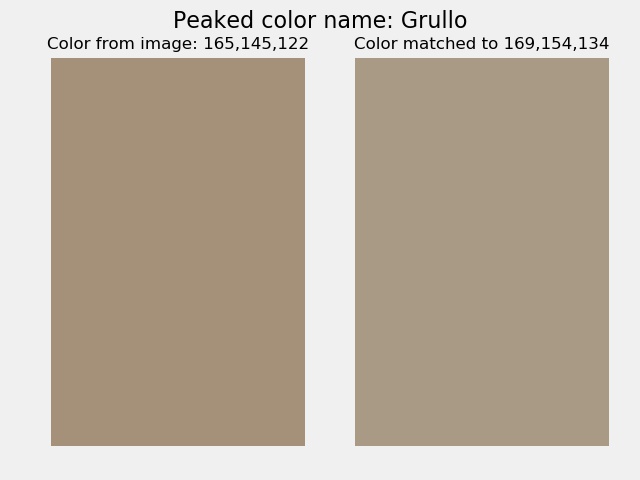 Peaked color name: Grullo
Color from image: 165,145,122
Color matched to 169,154,134